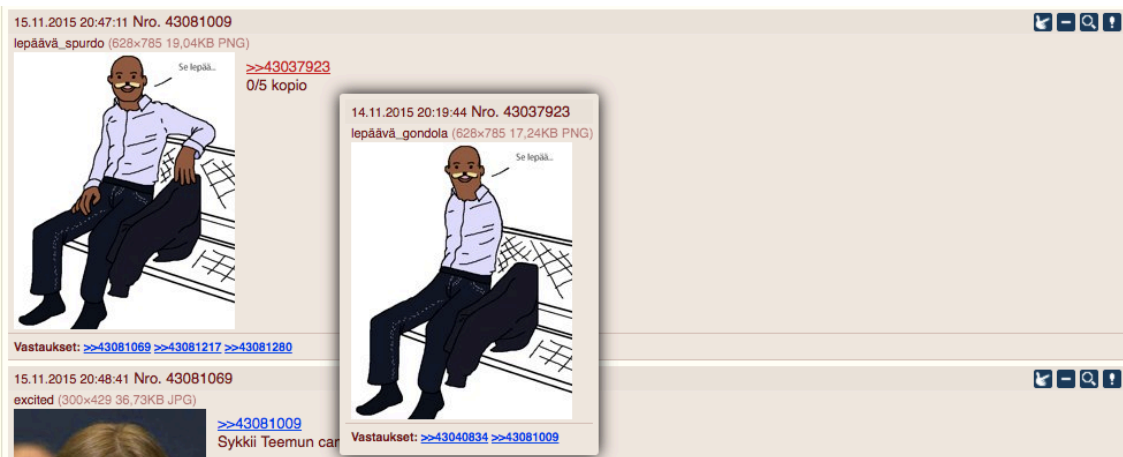 15.11.2015 20:47:11 Nro. 43081009
lepäävä_spurdo (628×785 19,04KB PNG)
Se lepää...
>>43037923
0/5 kopio
14.11.2015 20:19:44 Nro. 43037923
lepäävä_gondola (628×785 17,24KB PNG)
Se lepää...
Vastaukset: >>43040834 >>43081009
Vastaukset: >>43081069 >>43081217 >>43081280
15.11.2015 20:48:41 Nro. 43081069
excited (300×429 36,73KB JPG)
>>43081009
Sykkii Teemun